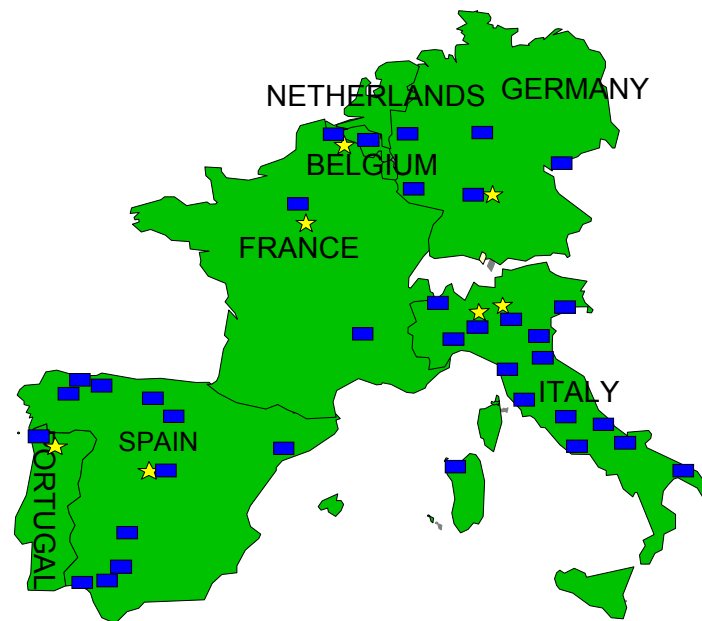 NETHERLANDS
GERMANY
BELGIUM
FRANCE
ITALY
SPAIN
PORTUGAL